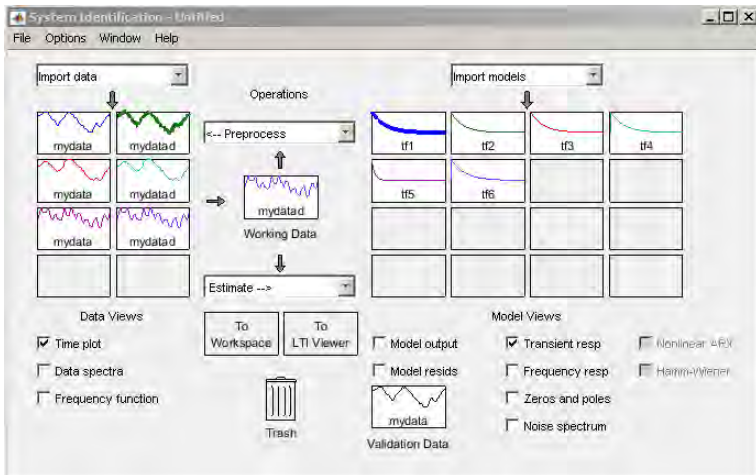 System Identification - Untitled
File Options Window Help
Import data
Operations
Import models
mydata mydatad
<-- Preprocess
tf1 tf2 tf3 tf4
mydata mydatad
mydatad
tf5 tf6
mydata mydatad
Working Data
Estimate -->
Data Views
To Workspace
To LTI Viewer
Model Views
Time plot
Data spectra
Frequency function
Trash
Model output
Model resids
mydata
Validation Data
Transient resp
Frequency resp
Zeros and poles
Noise spectrum
Nonlinear ARX
Hamm-Wiener